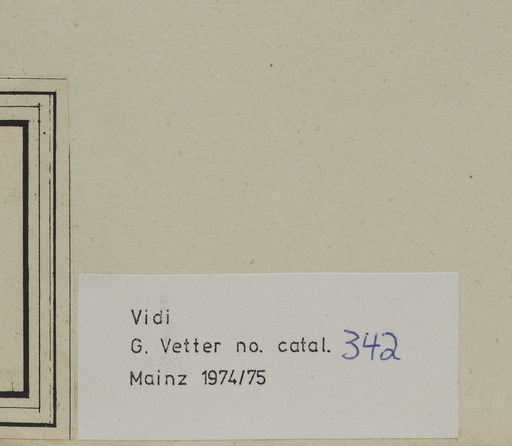 Vidi
G. Vetter no. catal. 342
Mainz 1974/75